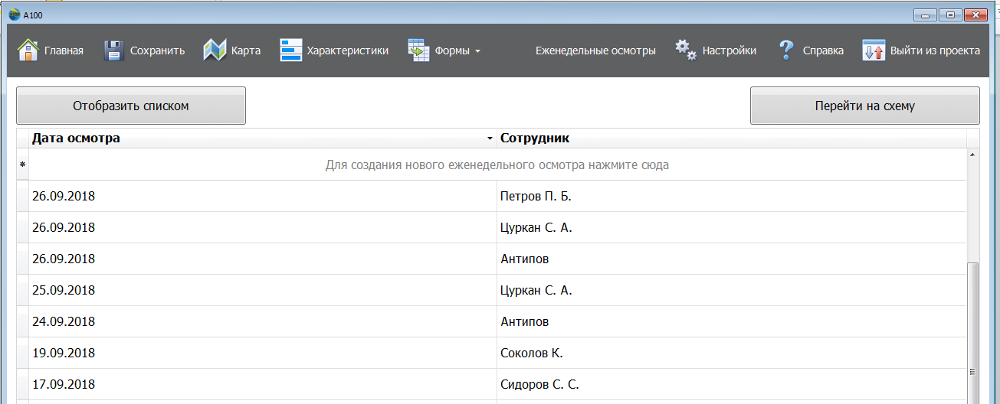 A100
Главная Сохранить Карта Характеристики Формы Еженедельные осмотры Настройки Справка Выйти из проекта
Отобразить списком Перейти на схему
Дата осмотра Сотрудник
Для создания нового еженедельного осмотра нажмите сюда
26.09.2018 Петров П. Б.
26.09.2018 Цуркан С. А.
26.09.2018 Антипов
25.09.2018 Цуркан С. А.
24.09.2018 Антипов
19.09.2018 Соколов К.
17.09.2018 Сидоров С. С.